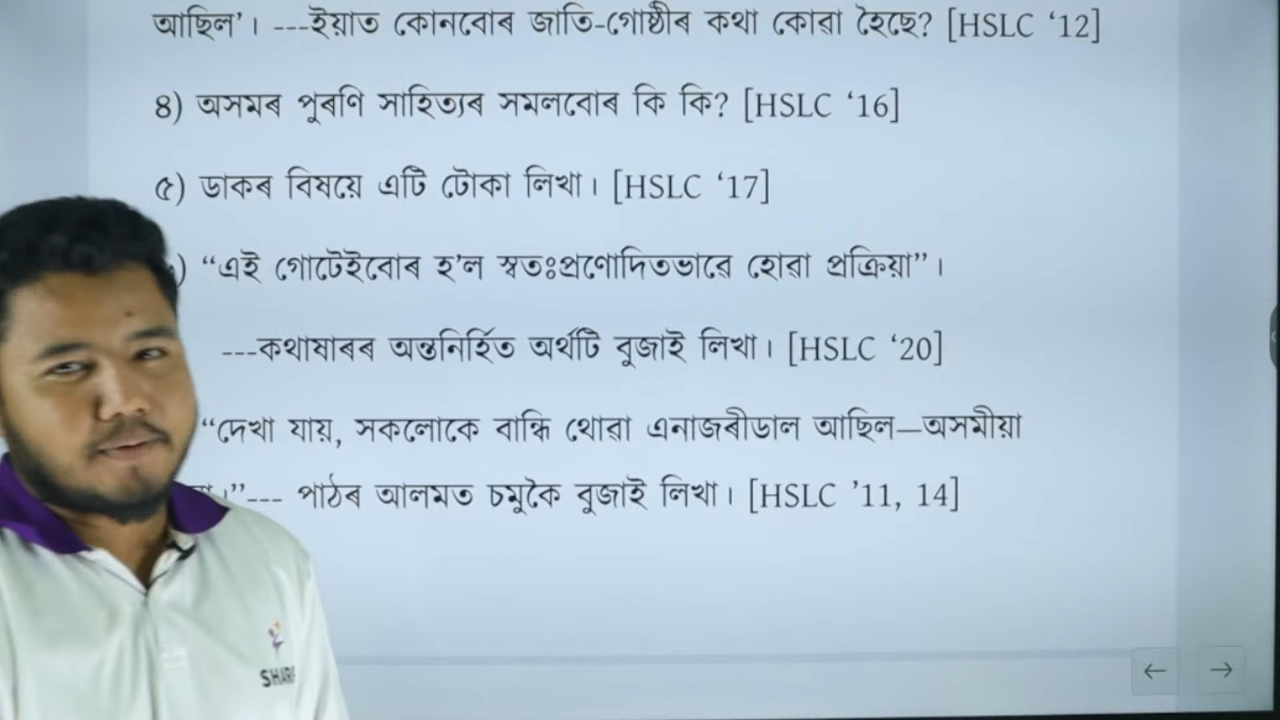 আছিল’। ---ইয়াত কোনবোৰ জাতি-গোষ্ঠীৰ কথা কোৱা হৈছে? [HSLC ‘12]
৪) অসমৰ পুৰণি সাহিত্যৰ সমলবোৰ কি কি? [HSLC ‘16]
৫) ডাকৰ বিষয়ে এটি টোকা লিখা। [HSLC ‘17]
) “এই গোটেইবোৰ হ’ল স্বতঃপ্ৰণোদিতভাৱে হোৱা প্ৰক্ৰিয়া”।
---কথাষাৰৰ অন্তৰ্নিহিত অৰ্থটি বুজাই লিখা। [HSLC ‘20]
“দেখা যায়, সকলোকে বান্ধি থোৱা এনাজৰীডাল আছিল—অসমীয়া
।”--- পাঠৰ আলমত চমুকৈ বুজাই লিখা। [HSLC ’11, 14]